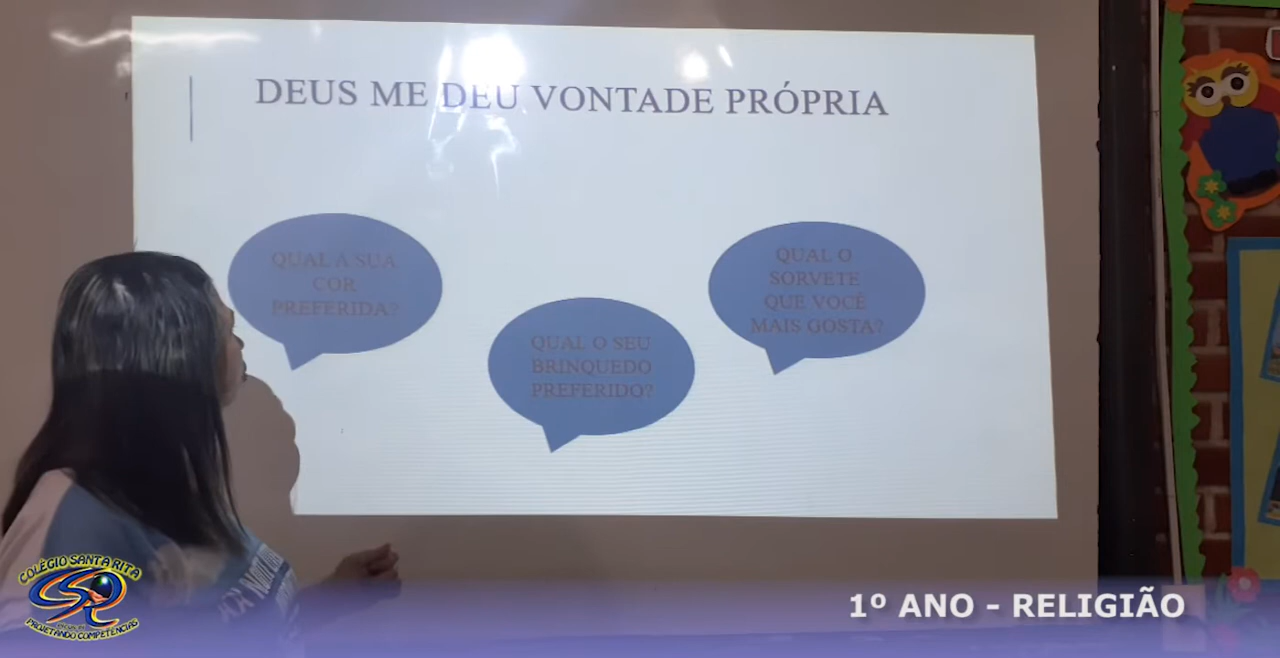 DEUS ME DEU VONTADE PRÓPRIA
QUAL A SUA
COR
PREFERIDA?
QUAL O SEU
BRINQUEDO
PREFERIDO?
QUAL O
SORVETE
QUE VOCÊ
MAIS GOSTA?
COLÉGIO SANTA RITA
PROJETANDO COMPETÊNCIAS
1º ANO - RELIGIÃO